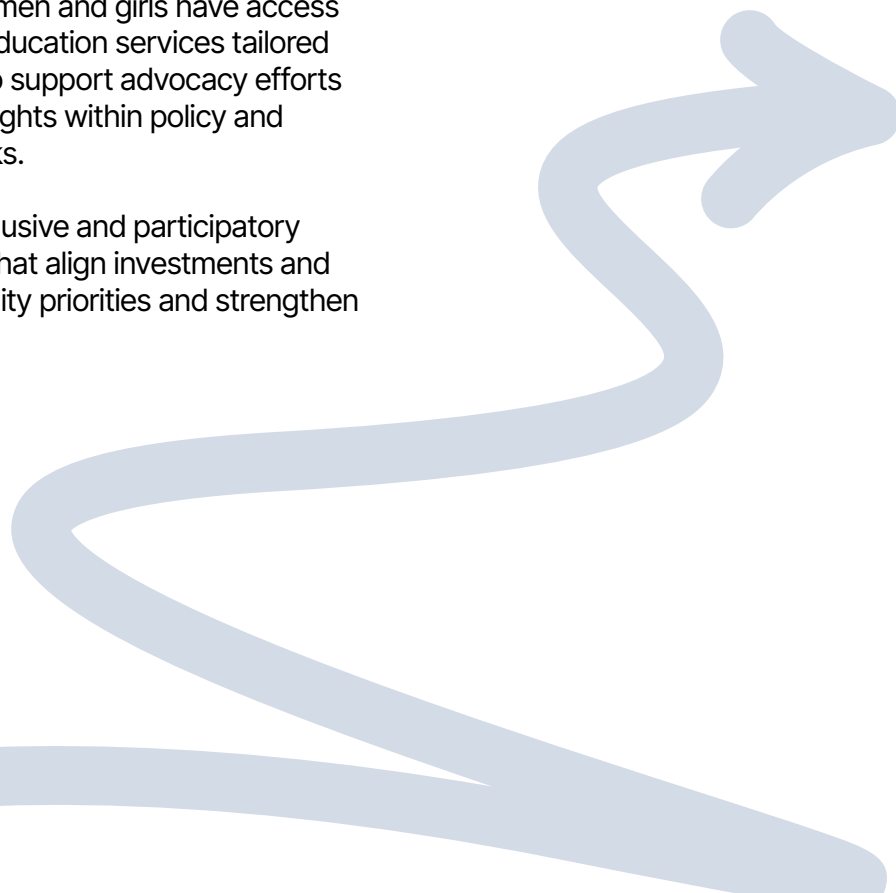 men and girls have access
ducation services tailored
support advocacy efforts
ghts within policy and
s.
usive and participatory
hat align investments and
ity priorities and strengthen